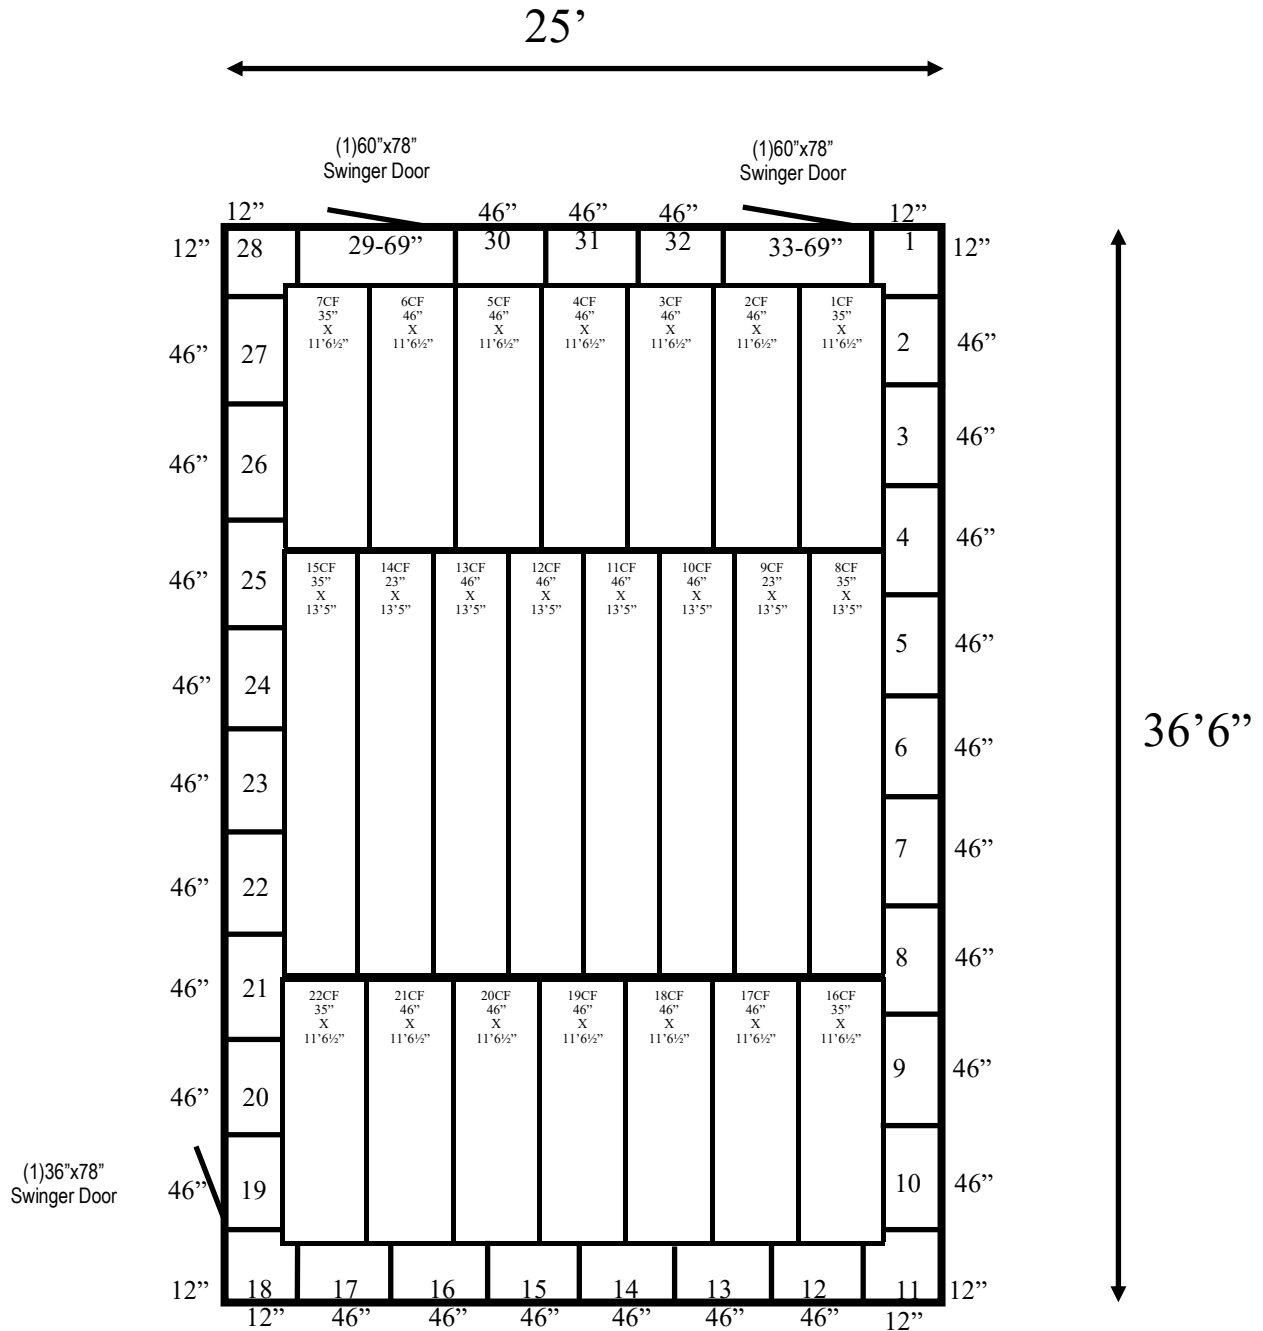 25’
(1)60”x78”
Swinger Door
(1)60”x78”
Swinger Door
12” 46” 46” 46” 12”
12” 28 29-69” 30 31 32 33-69” 1 12”
7CF
35”
X
11’6½”
6CF
46”
X
11’6½”
5CF
46”
X
11’6½”
4CF
46”
X
11’6½”
3CF
46”
X
11’6½”
2CF
46”
X
11’6½”
1CF
35”
X
11’6½”
46” 27 2 46”
46” 26 3 46”
46” 25 4 46”
15CF
35”
X
13’5”
14CF
23”
X
13’5”
13CF
46”
X
13’5”
12CF
46”
X
13’5”
11CF
46”
X
13’5”
10CF
46”
X
13’5”
9CF
23”
X
13’5”
8CF
35”
X
13’5”
46” 24 5 46”
36’6”
46” 23 6 46”
46” 22 7 46”
46” 21 8 46”
22CF
35”
X
11’6½”
21CF
46”
X
11’6½”
20CF
46”
X
11’6½”
19CF
46”
X
11’6½”
18CF
46”
X
11’6½”
17CF
46”
X
11’6½”
16CF
35”
X
11’6½”
46” 20 9 46”
(1)36”x78”
Swinger Door
46” 19 10 46”
12” 18 17 16 15 14 13 12 11 12”
12” 46” 46” 46” 46” 46” 46” 12”